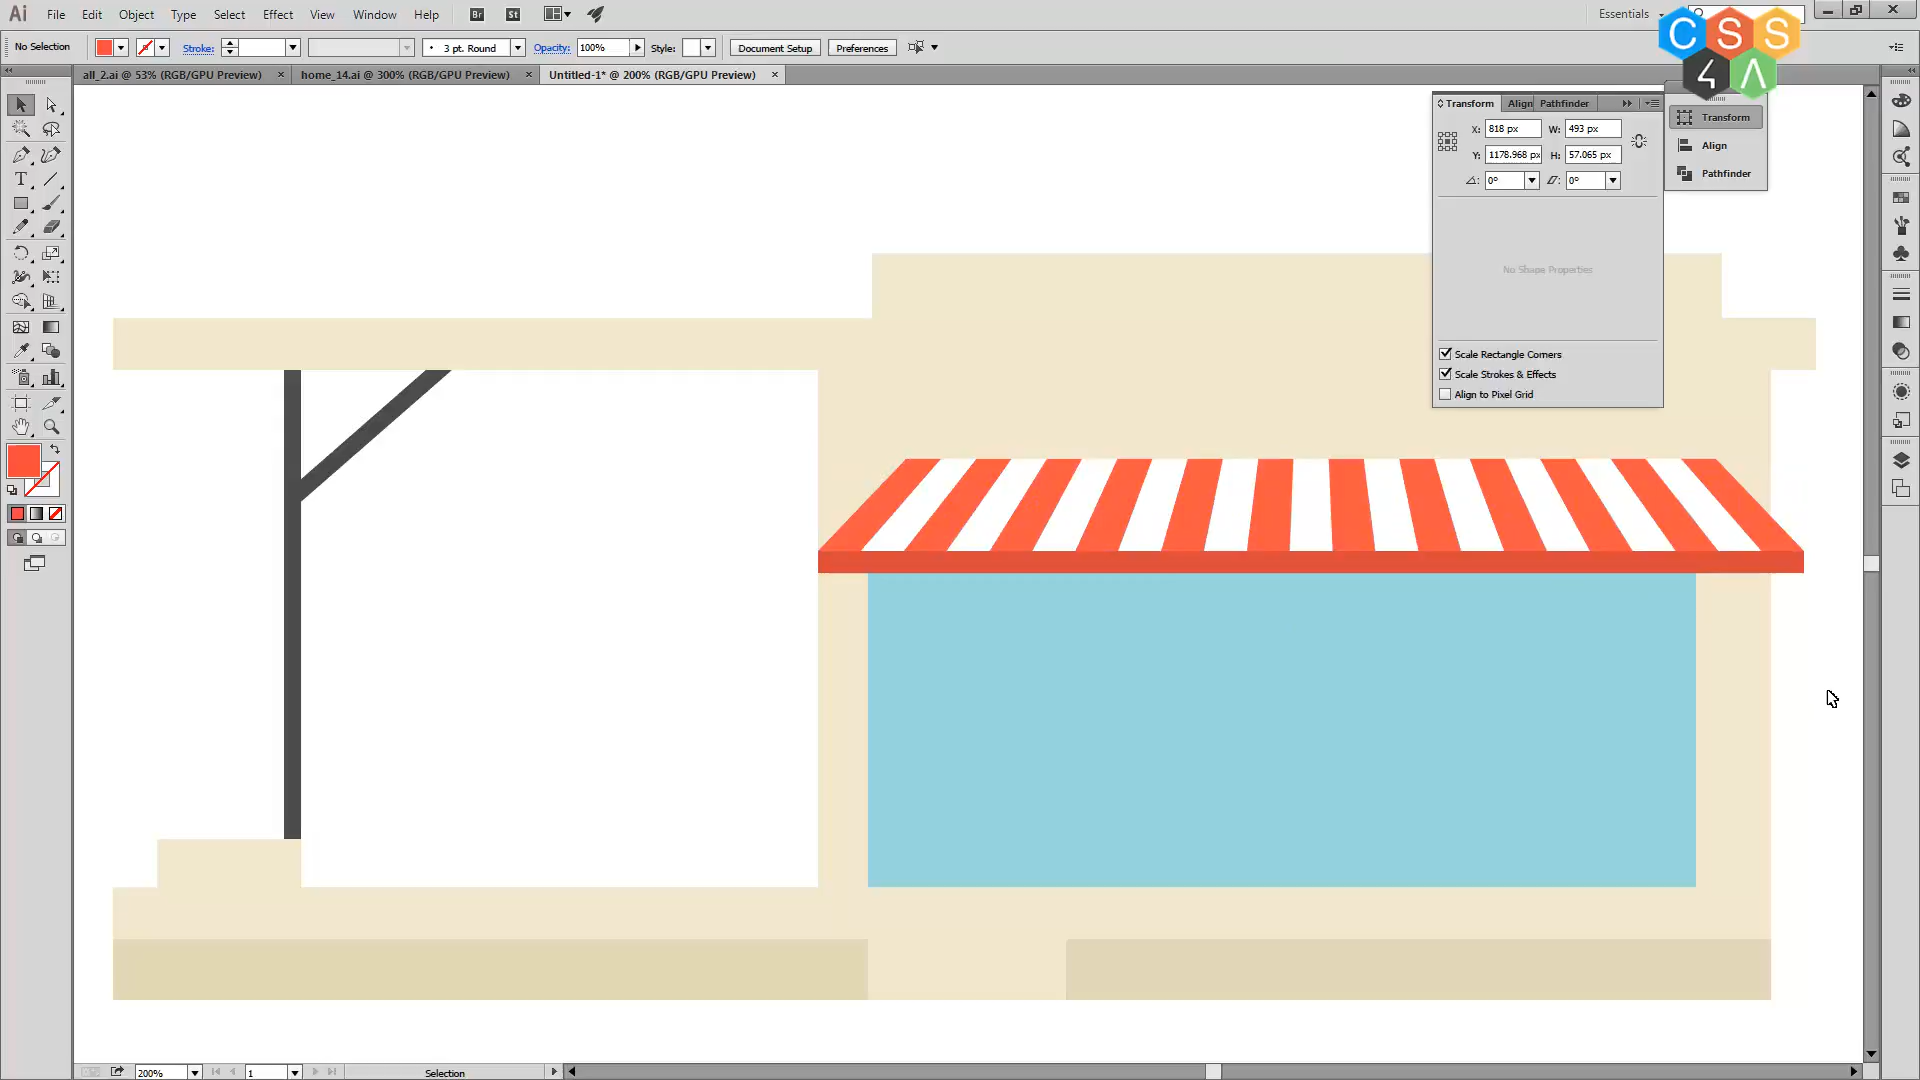 Ai File Edit Object Type Select Effect View Window Help Br St Essentials
No Selection Stroke: 3 pt. Round Opacity: 100% Style: Document Setup Preferences
CSS
4Λ
all_2.ai @ 53% (RGB/GPU Preview) × home_14.ai @ 300% (RGB/GPU Preview) × Untitled-1* @ 200% (RGB/GPU Preview) ×
Transform Align Pathfinder
X: 818 px W: 493 px
Y: 1178.968 px H: 57.065 px
0° 0°
No Shape Properties
Scale Rectangle Corners
Scale Strokes & Effects
Align to Pixel Grid
Transform
Align
Pathfinder
200% 1 Selection